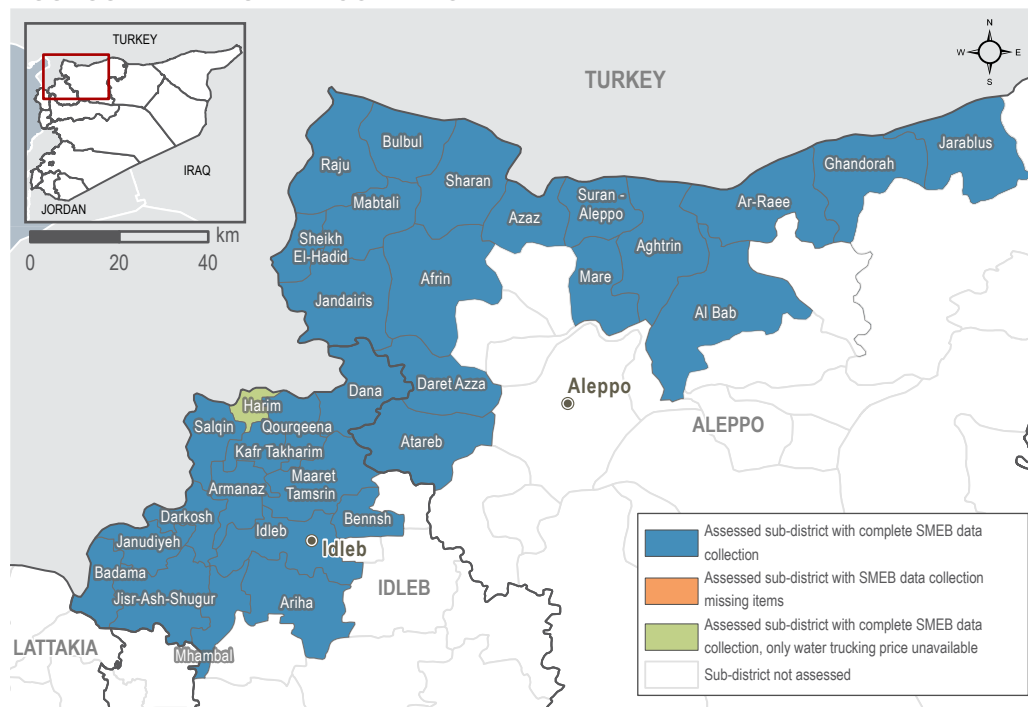 TURKEY
IRAQ
JORDAN
km
0 20 40
N
W E
S
TURKEY
Bulbul
Raju
Sharan
Mabtali
Sheikh
El-Hadid
Jandairis
Afrin
Azaz
Suran -
Aleppo
Aghtrin
Mare
Ar-Raee
Ghandorah
Jarablus
Al Bab
Dana
Daret Azza
Aleppo
ALEPPO
Atareb
Harim
Salqin
Qourqeena
Kafr Takharim
Maaret
Tamsrin
Armanaz
Darkosh
Idleb
Bennsh
Idleb
Janudiyeh
Badama
Jisr-Ash-Shugur
Ariha
IDLEB
LATTAKIA
Mhambal
Assessed sub-district with complete SMEB data
collection
Assessed sub-district with SMEB data collection
missing items
Assessed sub-district with complete SMEB data
collection, only water trucking price unavailable
Sub-district not assessed